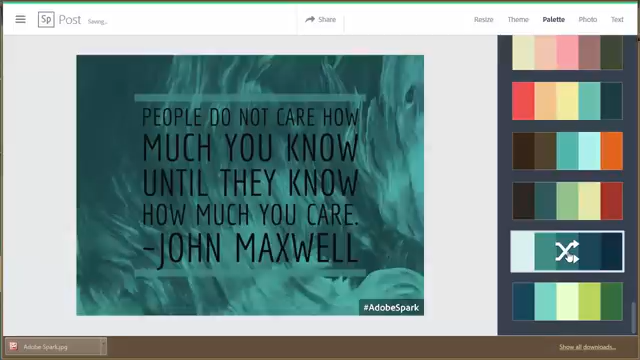 Sp Post Saving... Share Resize Theme Palette Photo Text
PEOPLE DO NOT CARE HOW
MUCH YOU KNOW
UNTIL THEY KNOW
HOW MUCH YOU CARE.
~JOHN MAXWELL
#AdobeSpark
Adobe Spark.jpg Show all downloads...